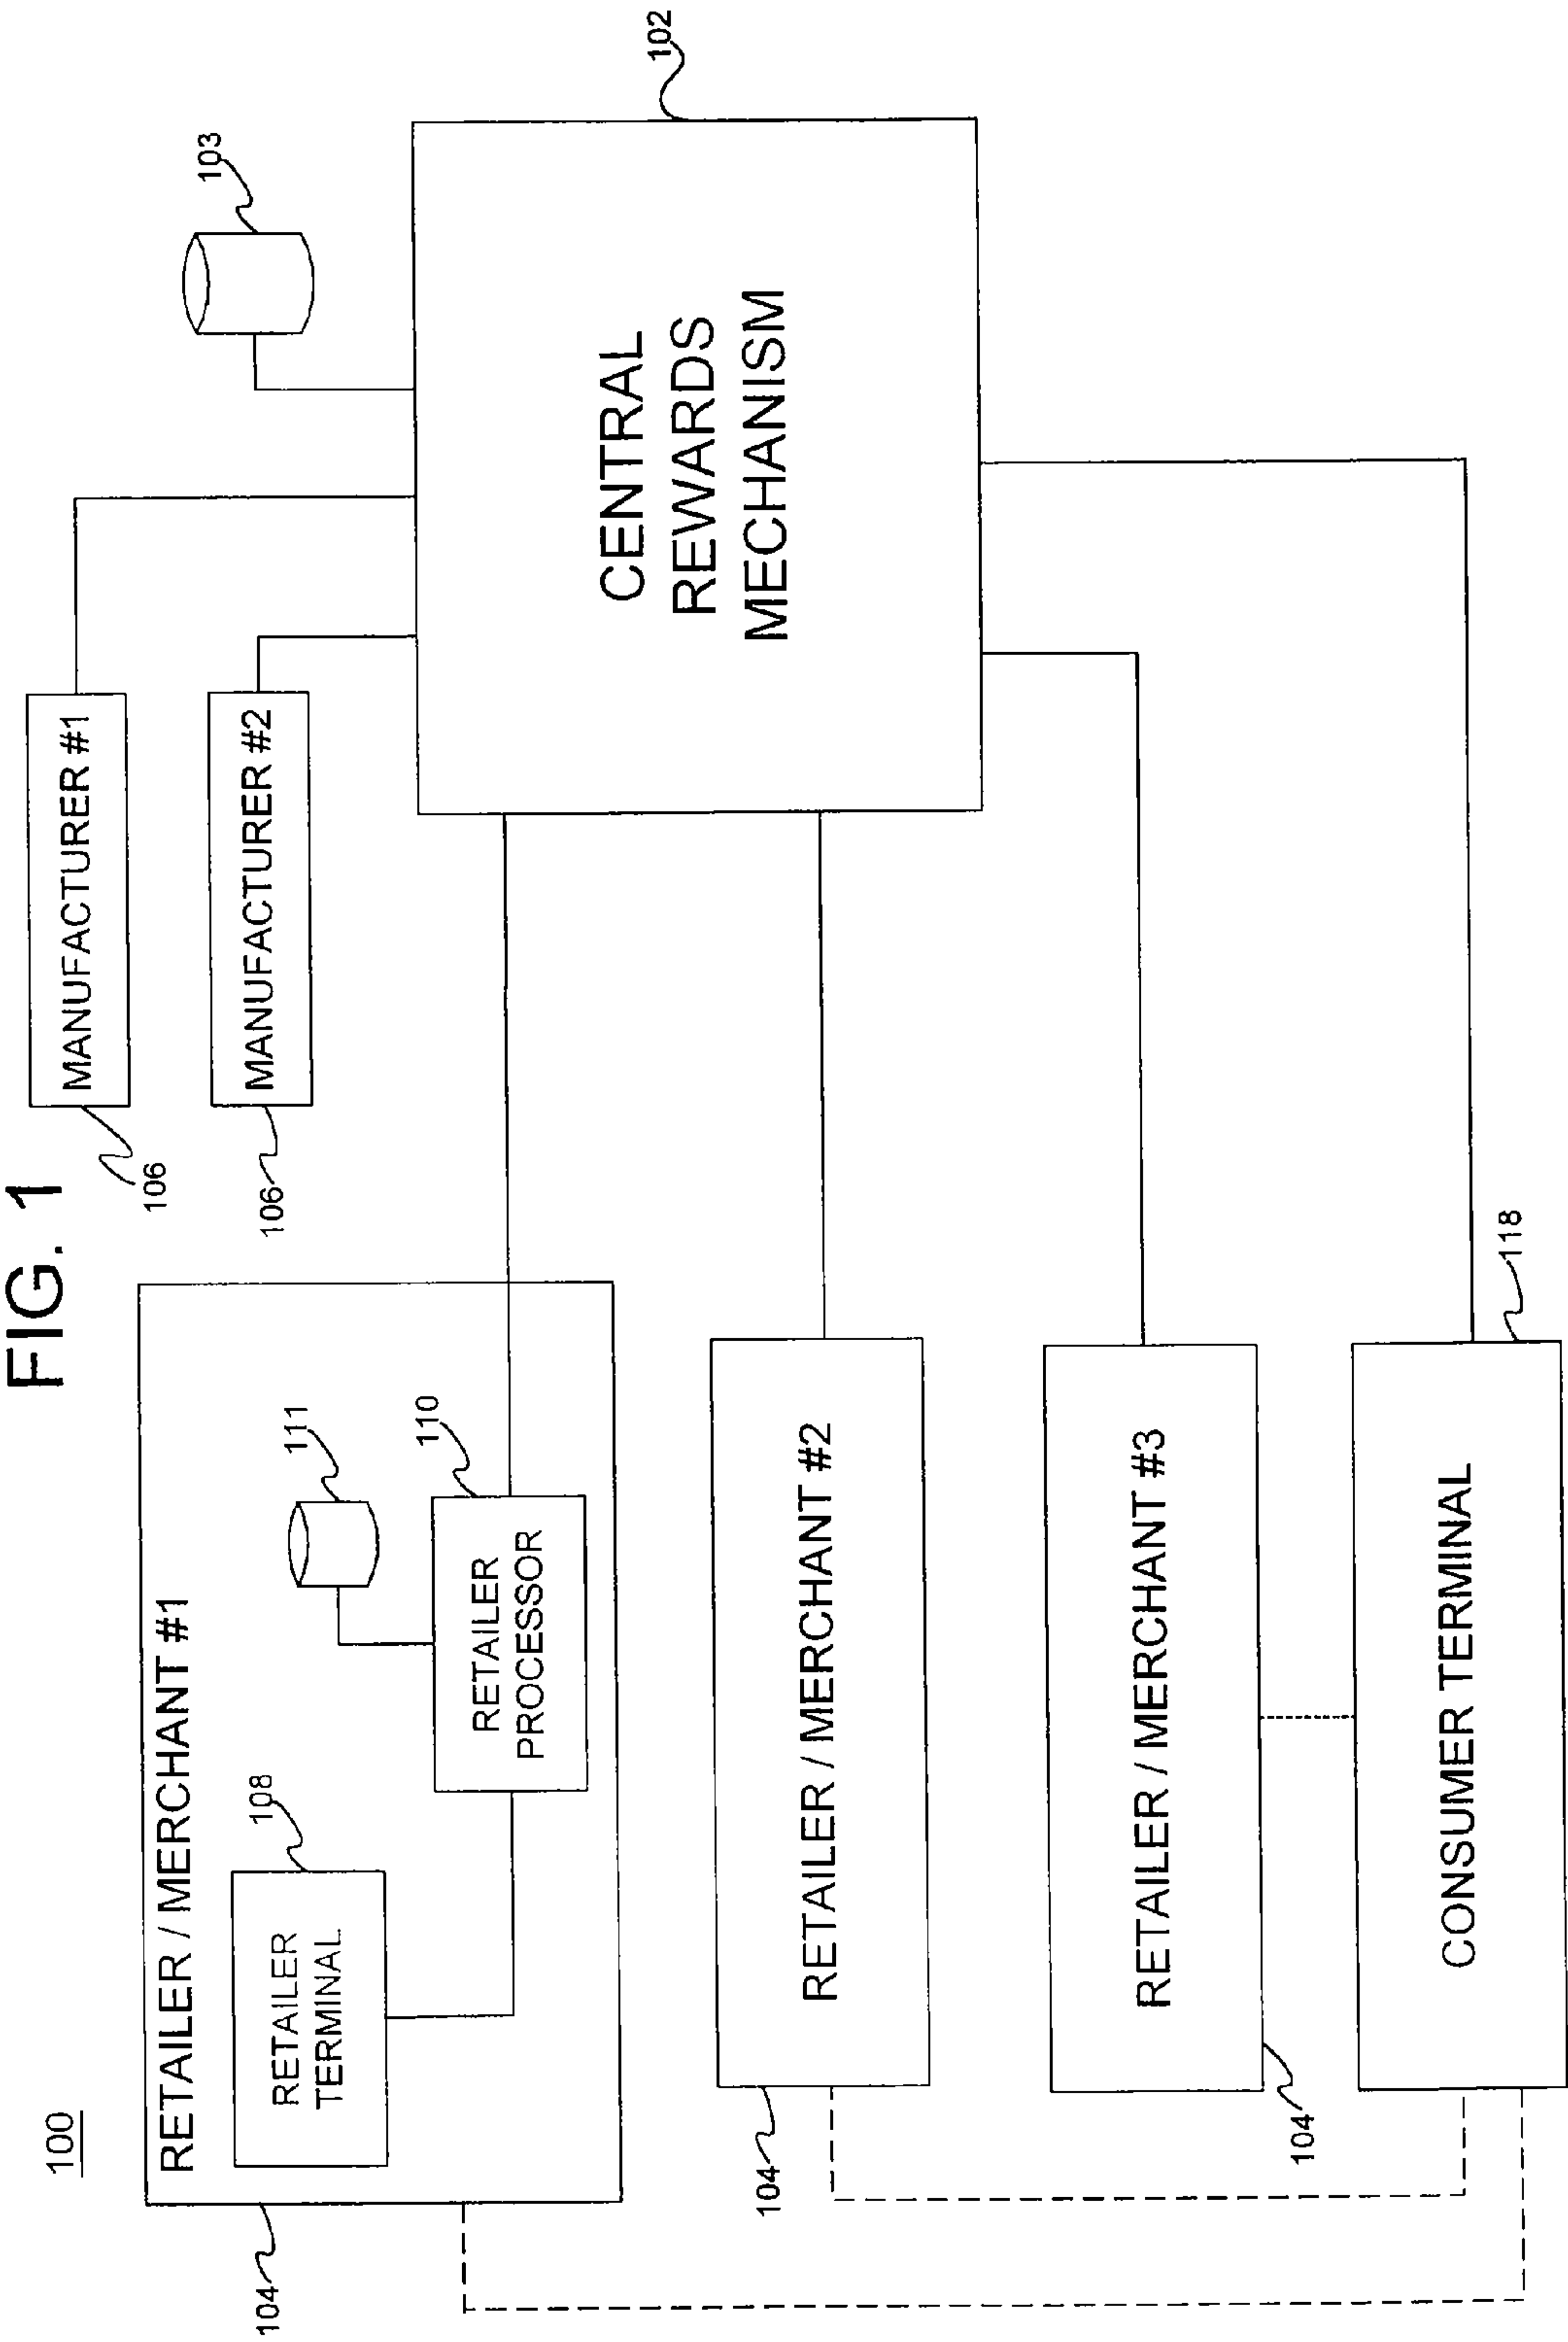 FIG. 1
100
RETAILER / MERCHANT #1
104
RETAILER
TERMINAL
108
RETAILER
PROCESSOR
110
111
MANUFACTURER #1
106
MANUFACTURER #2
106
103
CENTRAL
REWARDS
MECHANISM
102
RETAILER / MERCHANT #2
104
RETAILER / MERCHANT #3
104
CONSUMER TERMINAL
118